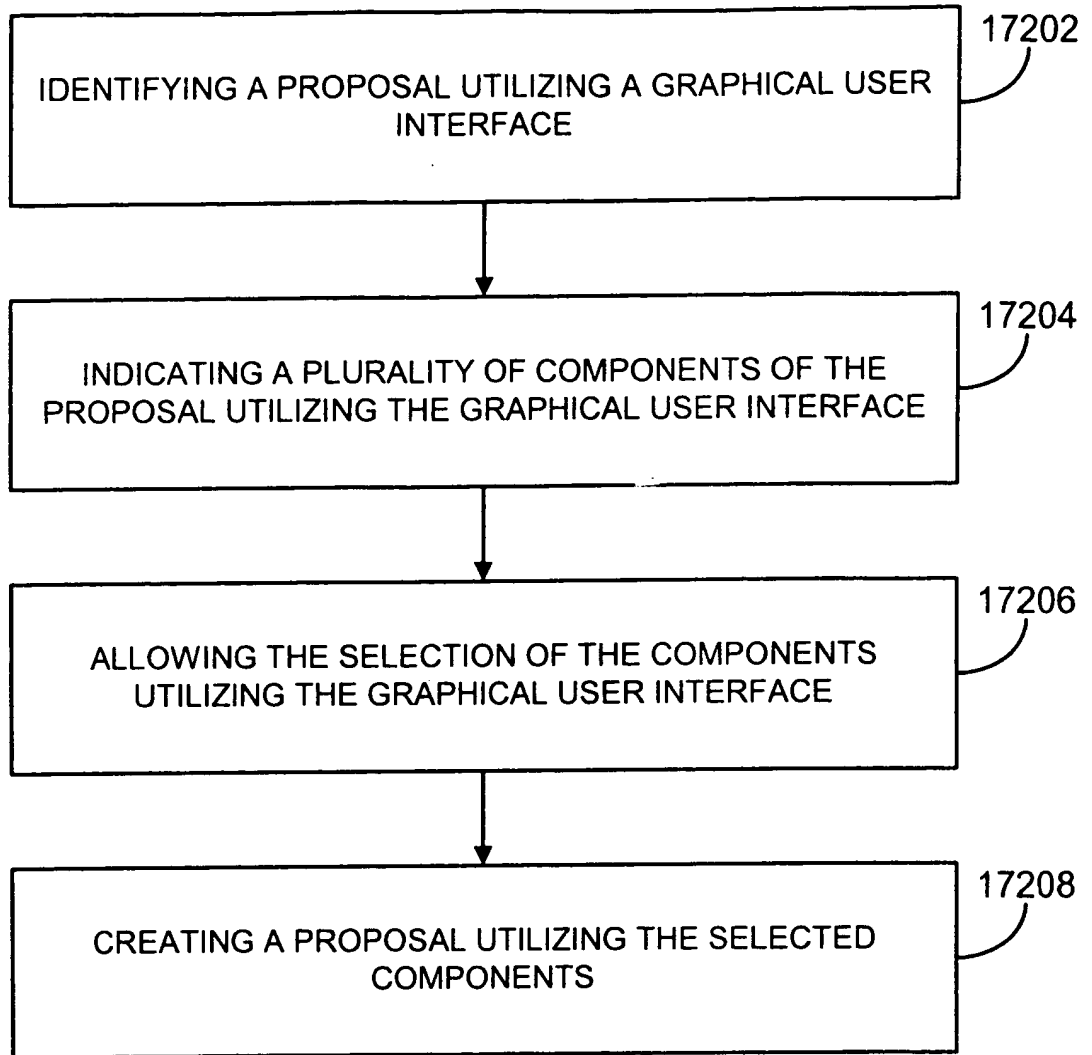 17202
IDENTIFYING A PROPOSAL UTILIZING A GRAPHICAL USER
INTERFACE
17204
INDICATING A PLURALITY OF COMPONENTS OF THE
PROPOSAL UTILIZING THE GRAPHICAL USER INTERFACE
17206
ALLOWING THE SELECTION OF THE COMPONENTS
UTILIZING THE GRAPHICAL USER INTERFACE
17208
CREATING A PROPOSAL UTILIZING THE SELECTED
COMPONENTS